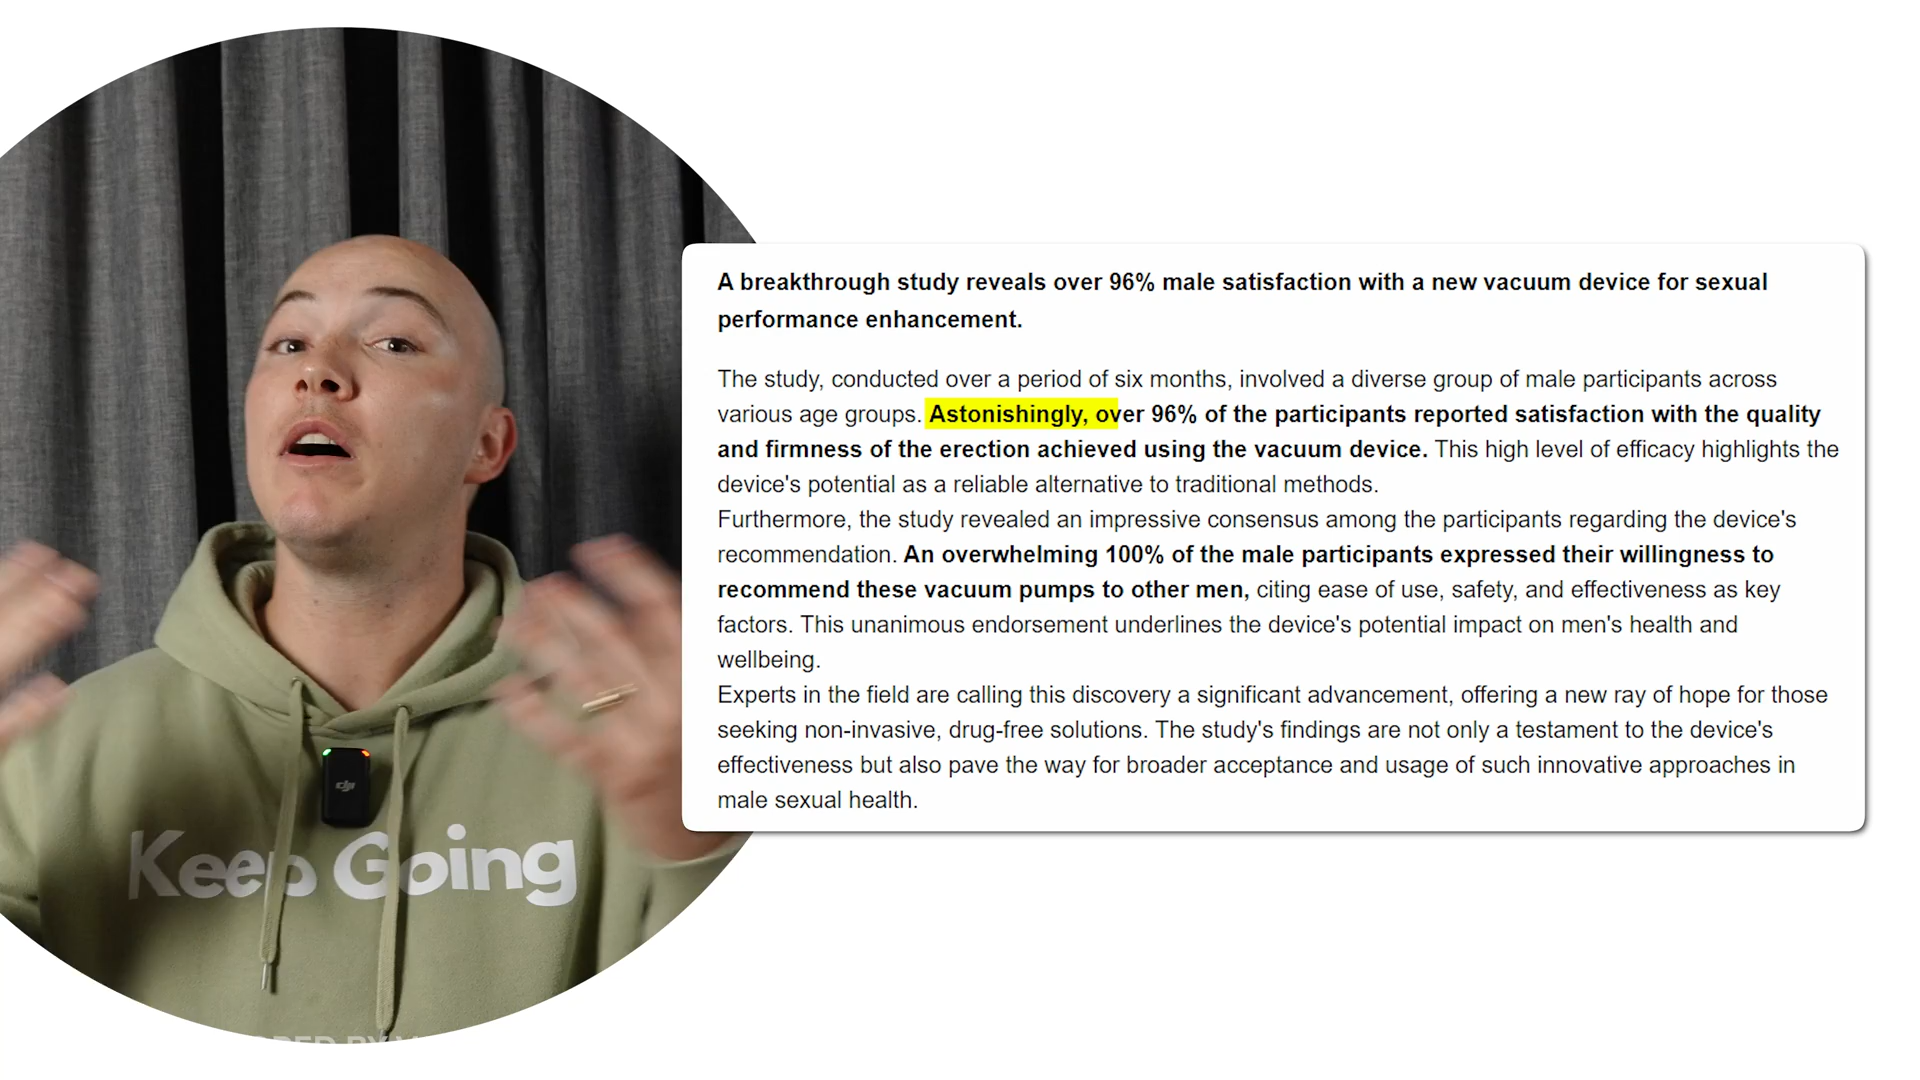 A breakthrough study reveals over 96% male satisfaction with a new vacuum device for sexual
performance enhancement.
The study, conducted over a period of six months, involved a diverse group of male participants across
various age groups. Astonishingly, over 96% of the participants reported satisfaction with the quality
and firmness of the erection achieved using the vacuum device. This high level of efficacy highlights the
device's potential as a reliable alternative to traditional methods.
Furthermore, the study revealed an impressive consensus among the participants regarding the device's
recommendation. An overwhelming 100% of the male participants expressed their willingness to
recommend these vacuum pumps to other men, citing ease of use, safety, and effectiveness as key
factors. This unanimous endorsement underlines the device's potential impact on men's health and
wellbeing.
Experts in the field are calling this discovery a significant advancement, offering a new ray of hope for those
seeking non-invasive, drug-free solutions. The study's findings are not only a testament to the device's
effectiveness but also pave the way for broader acceptance and usage of such innovative approaches in
male sexual health.
dji
Keep Going